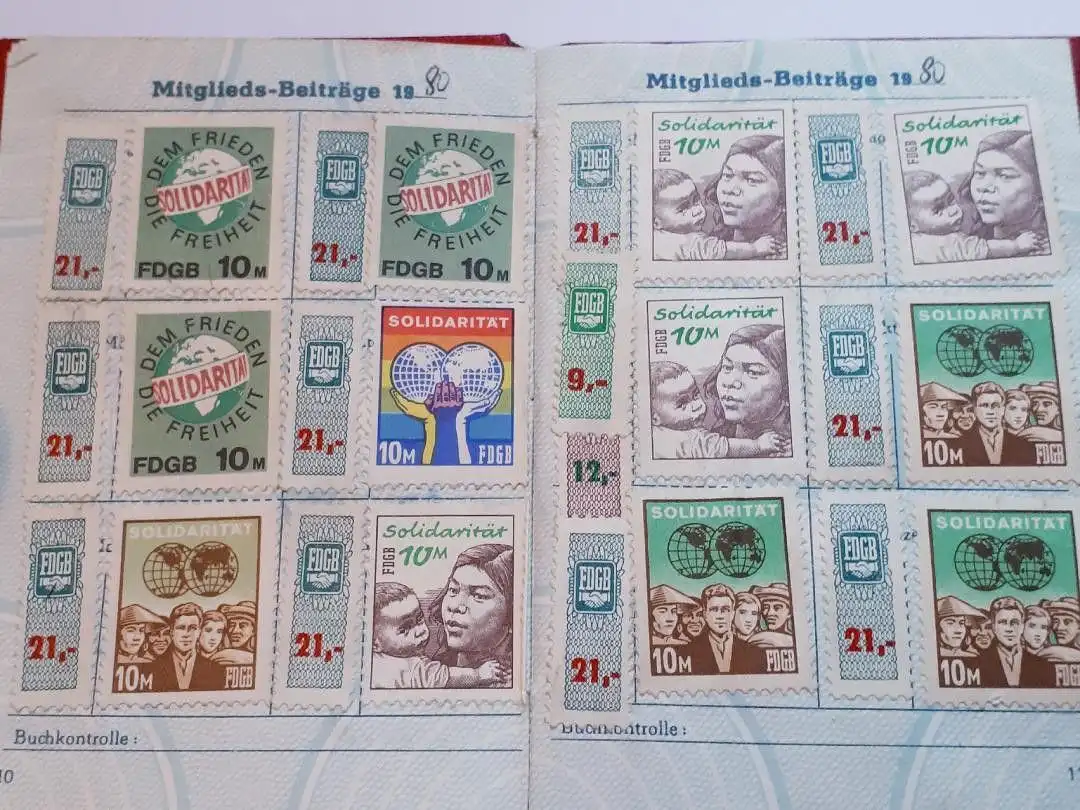 Mitglieds-Beiträge 1980
FDGB
21,-
DEM FRIEDEN
SOLIDARITÄT
DIE FREIHEIT
FDGB 10M
FDGB
21,-
DEM FRIEDEN
SOLIDARITÄT
DIE FREIHEIT
FDGB 10M
FDGB
21,-
DEM FRIEDEN
SOLIDARITÄT
DIE FREIHEIT
FDGB 10M
FDGB
21,-
SOLIDARITÄT
10M FDGB
FDGB
21,-
SOLIDARITÄT
10M FDGB
FDGB
21,-
Solidarität
FDGB 10M
Buchkontrolle:
Mitglieds-Beiträge 1980
FDGB
21,-
Solidarität
FDGB 10M
FDGB
21,-
Solidarität
FDGB 10M
FDGB
9,-
12,-
Solidarität
FDGB 10M
FDGB
21,-
SOLIDARITÄT
10M FDGB
FDGB
21,-
SOLIDARITÄT
10M FDGB
FDGB
21,-
SOLIDARITÄT
10M FDGB
Buchkontrolle: